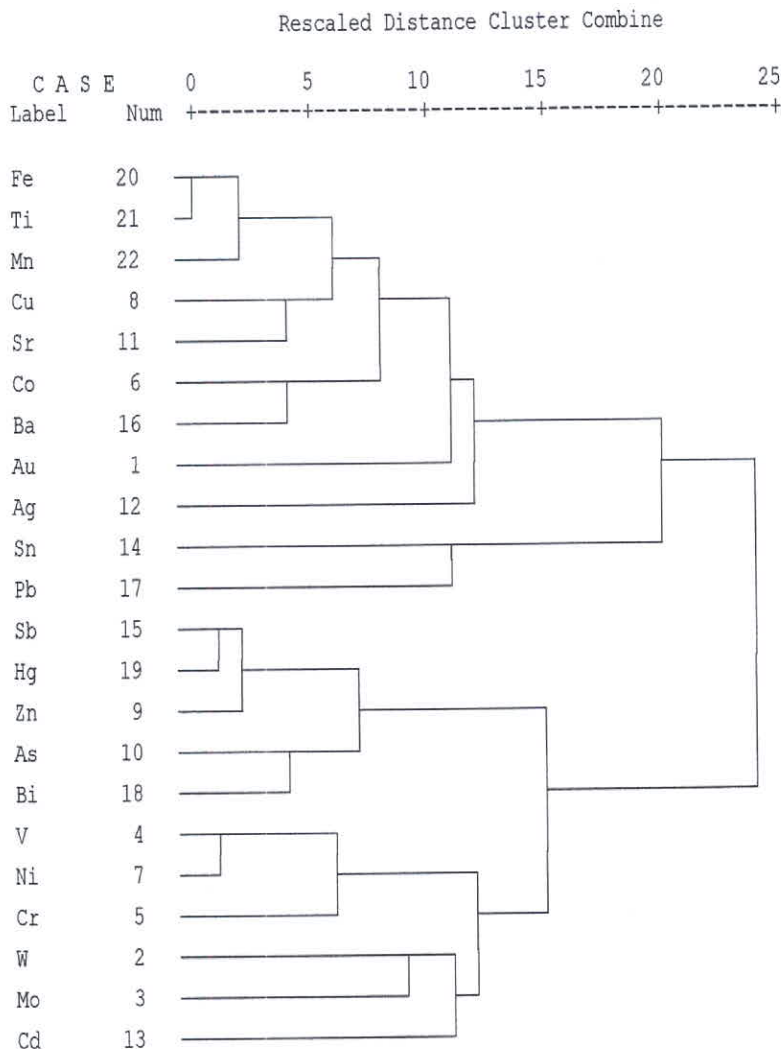 Rescaled Distance Cluster Combine
C A S E 0 5 10 15 20 25
Label Num +---------+---------+---------+---------+---------+
Fe 20
Ti 21
Mn 22
Cu 8
Sr 11
Co 6
Ba 16
Au 1
Ag 12
Sn 14
Pb 17
Sb 15
Hg 19
Zn 9
As 10
Bi 18
V 4
Ni 7
Cr 5
W 2
Mo 3
Cd 13